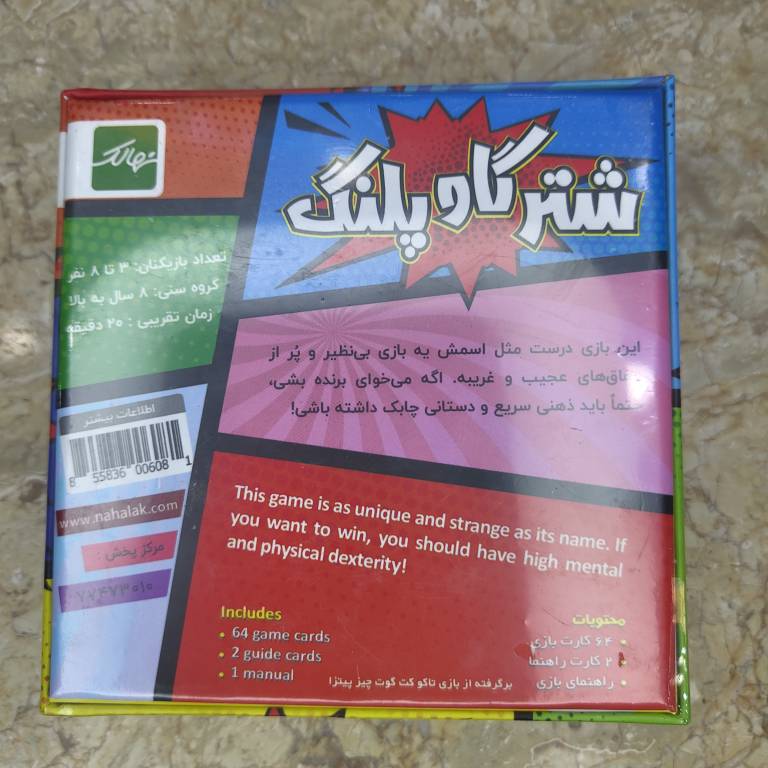 نهالک
شتر گاو پلنگ
تعداد بازیکنان: ۳ تا ۸ نفر
گروه سنی: ۸ سال به بالا
زمان تقریبی : ۲۰ دقیقه
این بازی درست مثل اسمش یه بازی بی‌نظیر و پُر از
اتفاق‌های عجیب و غریبه. اگه می‌خوای برنده بشی،
حتماً باید ذهنی سریع و دستانی چابک داشته باشی!
اطلاعات بیشتر
8 55836 00608 1
www.nahalak.com
مرکز پخش :
۷۷۴۷۳۰۱۰
This game is as unique and strange as its name. If
you want to win, you should have high mental
and physical dexterity!
Includes
• 64 game cards
• 2 guide cards
• 1 manual
محتویات
• ۶۴ کارت بازی
• ۲ کارت راهنما
• راهنمای بازی
برگرفته از بازی تاکو کت گوت چیز پیتزا